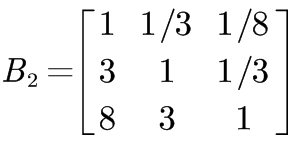 1 1/3 1/8
B₂ = 3 1 1/3
8 3 1